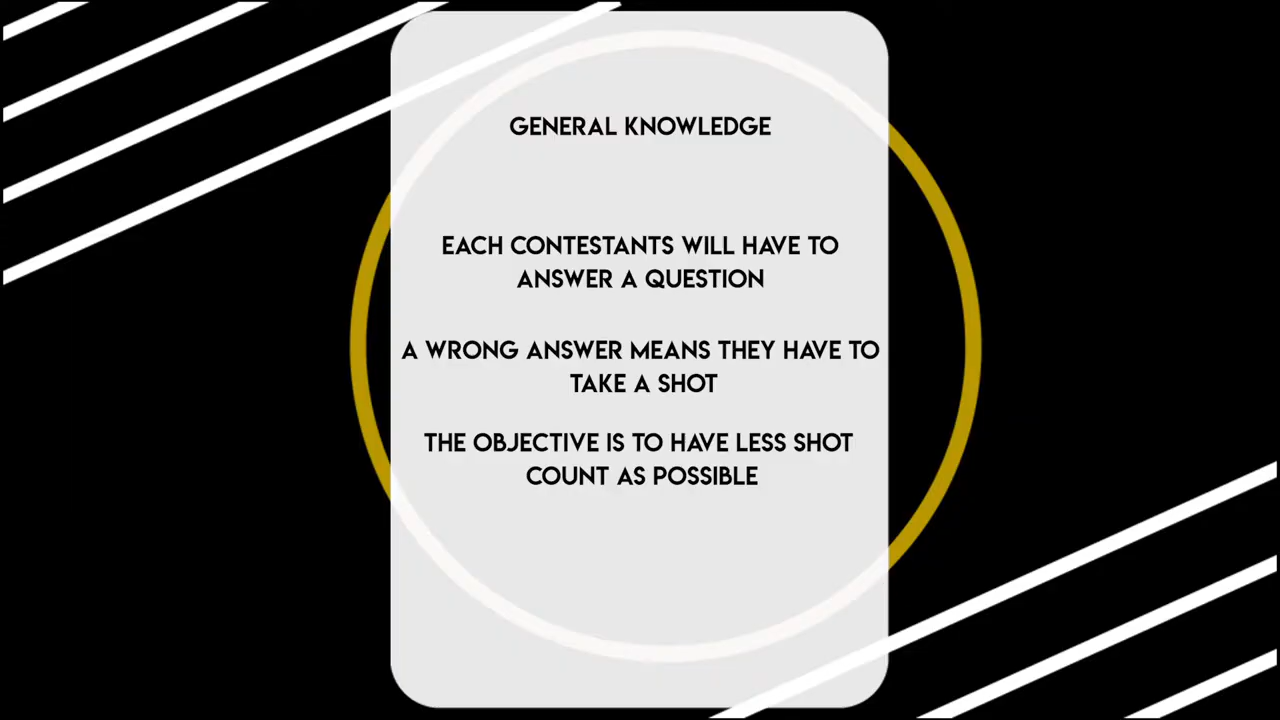 GENERAL KNOWLEDGE
EACH CONTESTANTS WILL HAVE TO
ANSWER A QUESTION
A WRONG ANSWER MEANS THEY HAVE TO
TAKE A SHOT
THE OBJECTIVE IS TO HAVE LESS SHOT
COUNT AS POSSIBLE